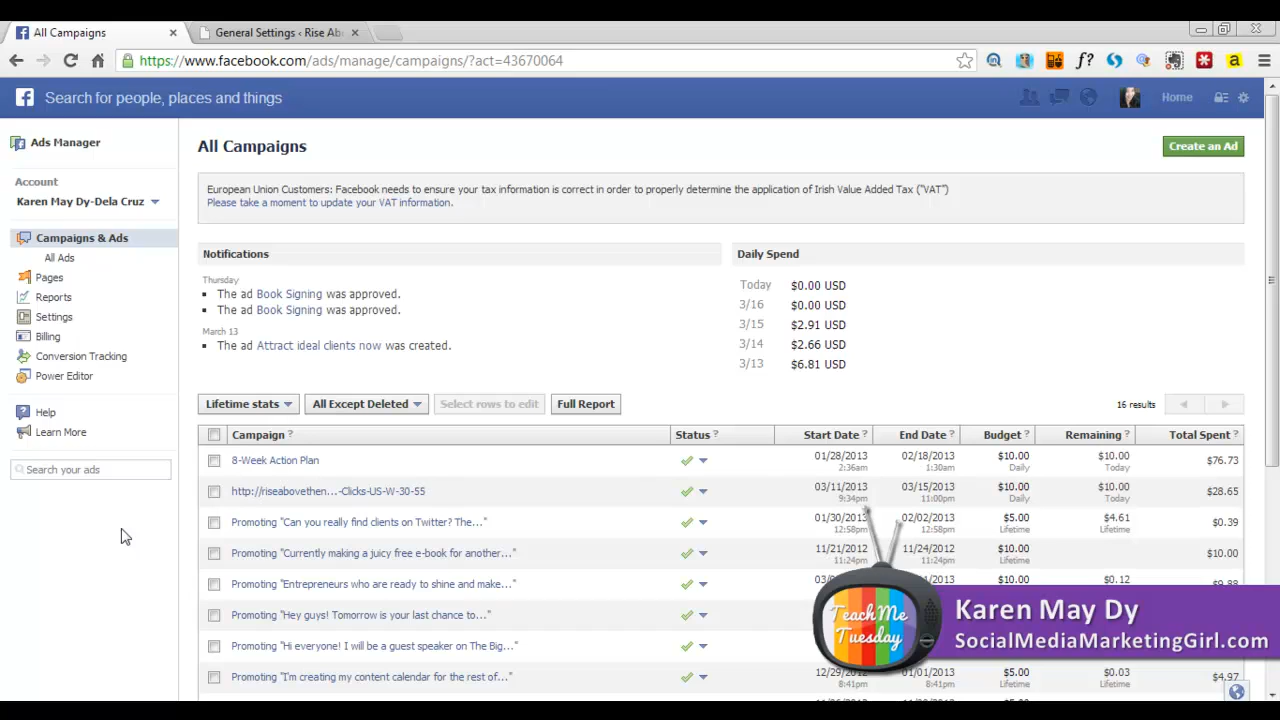 All Campaigns
General Settings ‹ Rise Ab
https://www.facebook.com/ads/manage/campaigns/?act=43670064
Search for people, places and things
Home
Ads Manager
Account
Karen May Dy-Dela Cruz
Campaigns & Ads
All Ads
Pages
Reports
Settings
Billing
Conversion Tracking
Power Editor
Help
Learn More
Search your ads
All Campaigns
Create an Ad
European Union Customers: Facebook needs to ensure your tax information is correct in order to properly determine the application of Irish Value Added Tax ("VAT")
Please take a moment to update your VAT information.
Notifications
Thursday
The ad Book Signing was approved.
The ad Book Signing was approved.
March 13
The ad Attract ideal clients now was created.
Daily Spend
Today $0.00 USD
3/16 $0.00 USD
3/15 $2.91 USD
3/14 $2.66 USD
3/13 $6.81 USD
Lifetime stats All Except Deleted Select rows to edit Full Report 16 results
Campaign ? Status ? Start Date ? End Date ? Budget ? Remaining ? Total Spent ?
8-Week Action Plan 01/28/2013 02/18/2013 $10.00 $10.00 $76.73
2:36am 1:30am Daily Today
http://riseabovethen...-Clicks-US-W-30-55 03/11/2013 03/15/2013 $10.00 $10.00 $28.65
9:34pm 11:00pm Daily Today
Promoting "Can you really find clients on Twitter? The..." 01/30/2013 02/02/2013 $5.00 $4.61 $0.39
12:58pm 12:58pm Lifetime Lifetime
Promoting "Currently making a juicy free e-book for another..." 11/21/2012 11/24/2012 $10.00 $10.00
11:24pm 11:24pm Lifetime
Promoting "Entrepreneurs who are ready to shine and make..." $10.00 $0.12
Promoting "Hey guys! Tomorrow is your last chance to..."
Promoting "Hi everyone! I will be a guest speaker on The Big..."
Promoting "I'm creating my content calendar for the rest of..." 12/29/2012 01/01/2013 $5.00 $0.03 $4.97
8:41pm 8:41pm Lifetime Lifetime
Teach Me
Tuesday
Karen May Dy
SocialMediaMarketingGirl.com